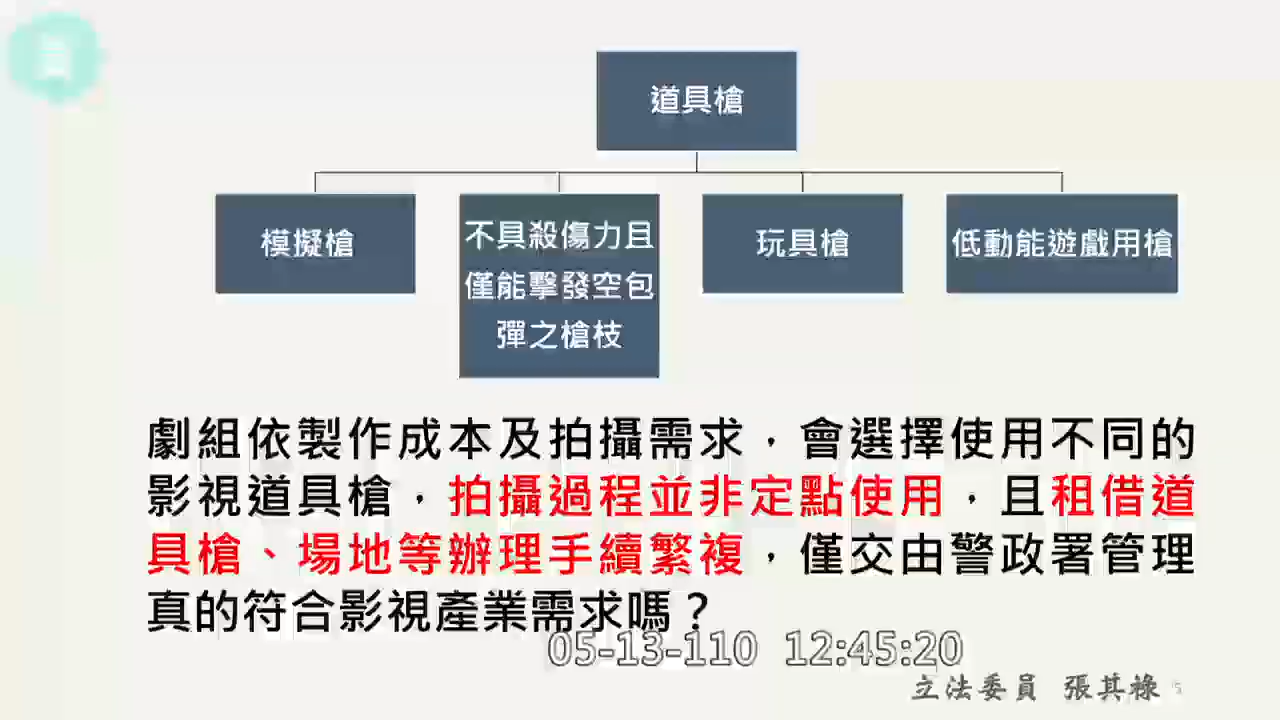 道具槍
模擬槍
不具殺傷力且
僅能擊發空包
彈之槍枝
玩具槍
低動能遊戲用槍
劇組依製作成本及拍攝需求，會選擇使用不同的
影視道具槍，拍攝過程並非定點使用，且租借道
具槍、場地等辦理手續繁複，僅交由警政署管理
真的符合影視產業需求嗎？
05-13-110 12:45:20
立法委員 張其祿 5